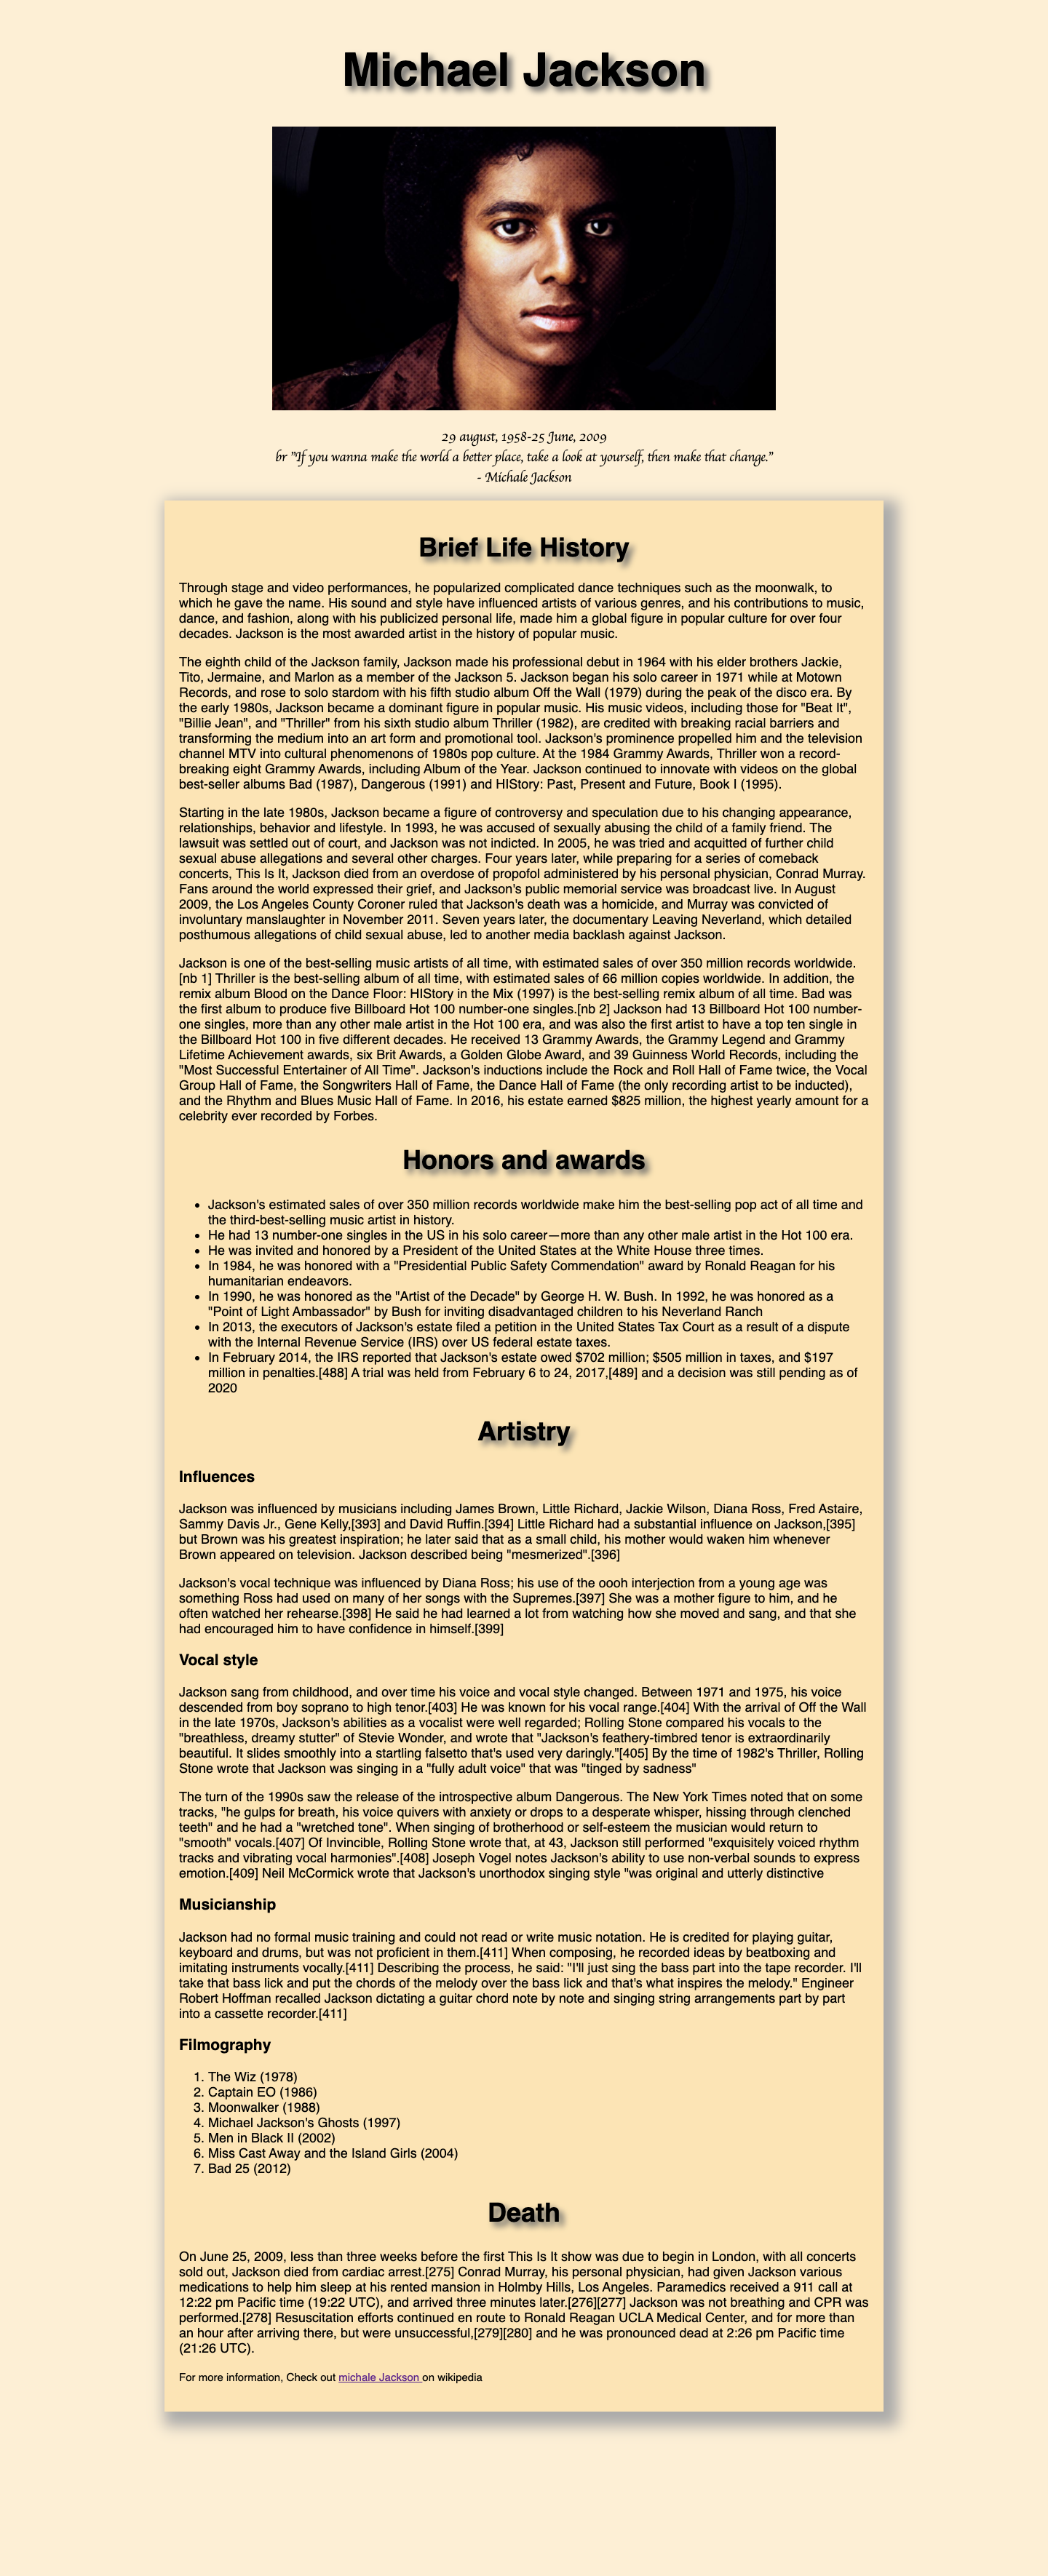 Michael Jackson
29 august, 1958-25 June, 2009
br "If you wanna make the world a better place, take a look at yourself, then make that change."
- Michale Jackson
Brief Life History
Through stage and video performances, he popularized complicated dance techniques such as the moonwalk, to
which he gave the name. His sound and style have influenced artists of various genres, and his contributions to music,
dance, and fashion, along with his publicized personal life, made him a global figure in popular culture for over four
decades. Jackson is the most awarded artist in the history of popular music.
The eighth child of the Jackson family, Jackson made his professional debut in 1964 with his elder brothers Jackie,
Tito, Jermaine, and Marlon as a member of the Jackson 5. Jackson began his solo career in 1971 while at Motown
Records, and rose to solo stardom with his fifth studio album Off the Wall (1979) during the peak of the disco era. By
the early 1980s, Jackson became a dominant figure in popular music. His music videos, including those for "Beat It",
"Billie Jean", and "Thriller" from his sixth studio album Thriller (1982), are credited with breaking racial barriers and
transforming the medium into an art form and promotional tool. Jackson's prominence propelled him and the television
channel MTV into cultural phenomenons of 1980s pop culture. At the 1984 Grammy Awards, Thriller won a record-
breaking eight Grammy Awards, including Album of the Year. Jackson continued to innovate with videos on the global
best-seller albums Bad (1987), Dangerous (1991) and HIStory: Past, Present and Future, Book I (1995).
Starting in the late 1980s, Jackson became a figure of controversy and speculation due to his changing appearance,
relationships, behavior and lifestyle. In 1993, he was accused of sexually abusing the child of a family friend. The
lawsuit was settled out of court, and Jackson was not indicted. In 2005, he was tried and acquitted of further child
sexual abuse allegations and several other charges. Four years later, while preparing for a series of comeback
concerts, This Is It, Jackson died from an overdose of propofol administered by his personal physician, Conrad Murray.
Fans around the world expressed their grief, and Jackson's public memorial service was broadcast live. In August
2009, the Los Angeles County Coroner ruled that Jackson's death was a homicide, and Murray was convicted of
involuntary manslaughter in November 2011. Seven years later, the documentary Leaving Neverland, which detailed
posthumous allegations of child sexual abuse, led to another media backlash against Jackson.
Jackson is one of the best-selling music artists of all time, with estimated sales of over 350 million records worldwide.
[nb 1] Thriller is the best-selling album of all time, with estimated sales of 66 million copies worldwide. In addition, the
remix album Blood on the Dance Floor: HIStory in the Mix (1997) is the best-selling remix album of all time. Bad was
the first album to produce five Billboard Hot 100 number-one singles.[nb 2] Jackson had 13 Billboard Hot 100 number-
one singles, more than any other male artist in the Hot 100 era, and was also the first artist to have a top ten single in
the Billboard Hot 100 in five different decades. He received 13 Grammy Awards, the Grammy Legend and Grammy
Lifetime Achievement awards, six Brit Awards, a Golden Globe Award, and 39 Guinness World Records, including the
"Most Successful Entertainer of All Time". Jackson's inductions include the Rock and Roll Hall of Fame twice, the Vocal
Group Hall of Fame, the Songwriters Hall of Fame, the Dance Hall of Fame (the only recording artist to be inducted),
and the Rhythm and Blues Music Hall of Fame. In 2016, his estate earned $825 million, the highest yearly amount for a
celebrity ever recorded by Forbes.
Honors and awards
• Jackson's estimated sales of over 350 million records worldwide make him the best-selling pop act of all time and
the third-best-selling music artist in history.
• He had 13 number-one singles in the US in his solo career—more than any other male artist in the Hot 100 era.
• He was invited and honored by a President of the United States at the White House three times.
• In 1984, he was honored with a "Presidential Public Safety Commendation" award by Ronald Reagan for his
humanitarian endeavors.
• In 1990, he was honored as the "Artist of the Decade" by George H. W. Bush. In 1992, he was honored as a
"Point of Light Ambassador" by Bush for inviting disadvantaged children to his Neverland Ranch
• In 2013, the executors of Jackson's estate filed a petition in the United States Tax Court as a result of a dispute
with the Internal Revenue Service (IRS) over US federal estate taxes.
• In February 2014, the IRS reported that Jackson's estate owed $702 million; $505 million in taxes, and $197
million in penalties.[488] A trial was held from February 6 to 24, 2017,[489] and a decision was still pending as of
2020
Artistry
Influences
Jackson was influenced by musicians including James Brown, Little Richard, Jackie Wilson, Diana Ross, Fred Astaire,
Sammy Davis Jr., Gene Kelly,[393] and David Ruffin.[394] Little Richard had a substantial influence on Jackson,[395]
but Brown was his greatest inspiration; he later said that as a small child, his mother would waken him whenever
Brown appeared on television. Jackson described being "mesmerized".[396]
Jackson's vocal technique was influenced by Diana Ross; his use of the oooh interjection from a young age was
something Ross had used on many of her songs with the Supremes.[397] She was a mother figure to him, and he
often watched her rehearse.[398] He said he had learned a lot from watching how she moved and sang, and that she
had encouraged him to have confidence in himself.[399]
Vocal style
Jackson sang from childhood, and over time his voice and vocal style changed. Between 1971 and 1975, his voice
descended from boy soprano to high tenor.[403] He was known for his vocal range.[404] With the arrival of Off the Wall
in the late 1970s, Jackson's abilities as a vocalist were well regarded; Rolling Stone compared his vocals to the
"breathless, dreamy stutter" of Stevie Wonder, and wrote that "Jackson's feathery-timbred tenor is extraordinarily
beautiful. It slides smoothly into a startling falsetto that's used very daringly."[405] By the time of 1982's Thriller, Rolling
Stone wrote that Jackson was singing in a "fully adult voice" that was "tinged by sadness"
The turn of the 1990s saw the release of the introspective album Dangerous. The New York Times noted that on some
tracks, "he gulps for breath, his voice quivers with anxiety or drops to a desperate whisper, hissing through clenched
teeth" and he had a "wretched tone". When singing of brotherhood or self-esteem the musician would return to
"smooth" vocals.[407] Of Invincible, Rolling Stone wrote that, at 43, Jackson still performed "exquisitely voiced rhythm
tracks and vibrating vocal harmonies".[408] Joseph Vogel notes Jackson's ability to use non-verbal sounds to express
emotion.[409] Neil McCormick wrote that Jackson's unorthodox singing style "was original and utterly distinctive
Musicianship
Jackson had no formal music training and could not read or write music notation. He is credited for playing guitar,
keyboard and drums, but was not proficient in them.[411] When composing, he recorded ideas by beatboxing and
imitating instruments vocally.[411] Describing the process, he said: "I'll just sing the bass part into the tape recorder. I'll
take that bass lick and put the chords of the melody over the bass lick and that's what inspires the melody." Engineer
Robert Hoffman recalled Jackson dictating a guitar chord note by note and singing string arrangements part by part
into a cassette recorder.[411]
Filmography
1. The Wiz (1978)
2. Captain EO (1986)
3. Moonwalker (1988)
4. Michael Jackson's Ghosts (1997)
5. Men in Black II (2002)
6. Miss Cast Away and the Island Girls (2004)
7. Bad 25 (2012)
Death
On June 25, 2009, less than three weeks before the first This Is It show was due to begin in London, with all concerts
sold out, Jackson died from cardiac arrest.[275] Conrad Murray, his personal physician, had given Jackson various
medications to help him sleep at his rented mansion in Holmby Hills, Los Angeles. Paramedics received a 911 call at
12:22 pm Pacific time (19:22 UTC), and arrived three minutes later.[276][277] Jackson was not breathing and CPR was
performed.[278] Resuscitation efforts continued en route to Ronald Reagan UCLA Medical Center, and for more than
an hour after arriving there, but were unsuccessful,[279][280] and he was pronounced dead at 2:26 pm Pacific time
(21:26 UTC).
For more information, Check out michale Jackson on wikipedia